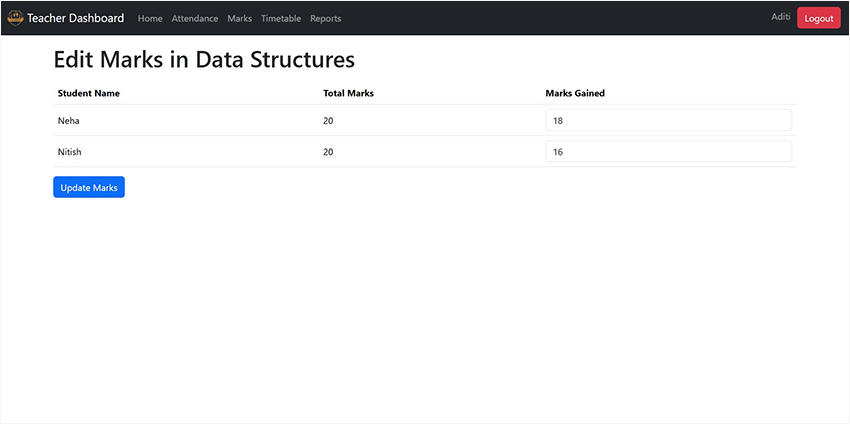 Teacher Dashboard Home Attendance Marks Timetable Reports Aditi Logout
Edit Marks in Data Structures
Student Name Total Marks Marks Gained
Neha 20 18
Nitish 20 16
Update Marks